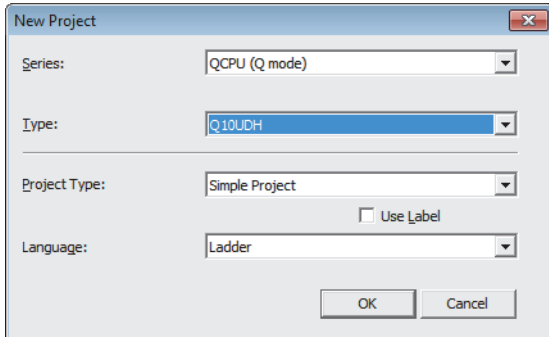 New Project
Series:
QCPU (Q mode)
Type:
Q10UDH
Project Type:
Simple Project
Use Label
Language:
Ladder
OK
Cancel